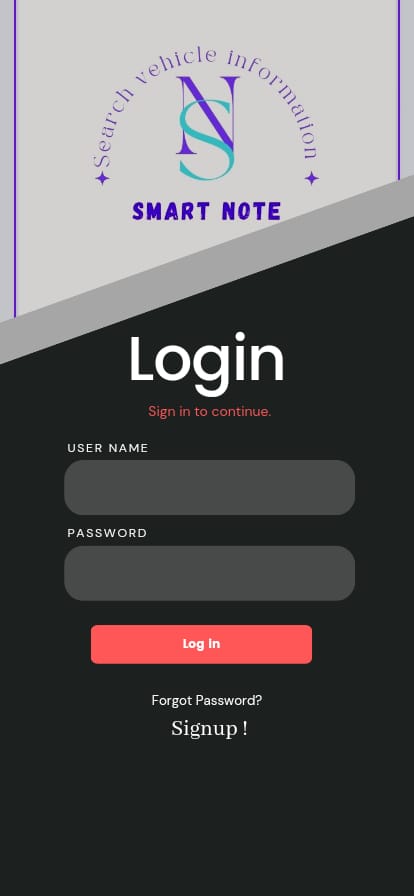 Search vehicle information
NS
SMART NOTE
Login
Sign in to continue.
USER NAME
PASSWORD
Log In
Forgot Password?
Signup !